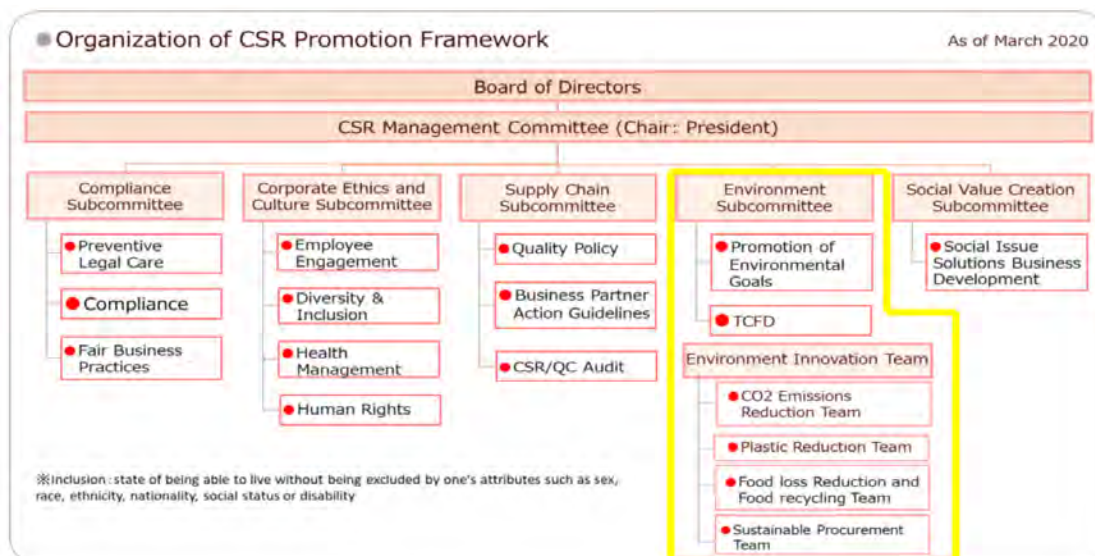 Organization of CSR Promotion Framework
As of March 2020
Board of Directors
CSR Management Committee (Chair: President)
Compliance
Subcommittee
Preventive
Legal Care
Compliance
Fair Business
Practices
Corporate Ethics and
Culture Subcommittee
Employee
Engagement
Diversity &
Inclusion
Health
Management
Human Rights
Supply Chain
Subcommittee
Quality Policy
Business Partner
Action Guidelines
CSR/QC Audit
Environment
Subcommittee
Promotion of
Environmental
Goals
TCFD
Environment Innovation Team
CO2 Emissions
Reduction Team
Plastic Reduction Team
Food loss Reduction and
Food recycling Team
Sustainable Procurement
Team
Social Value Creation
Subcommittee
Social Issue
Solutions Business
Development
※Inclusion: state of being able to live without being excluded by one's attributes such as sex,
race, ethnicity, nationality, social status or disability